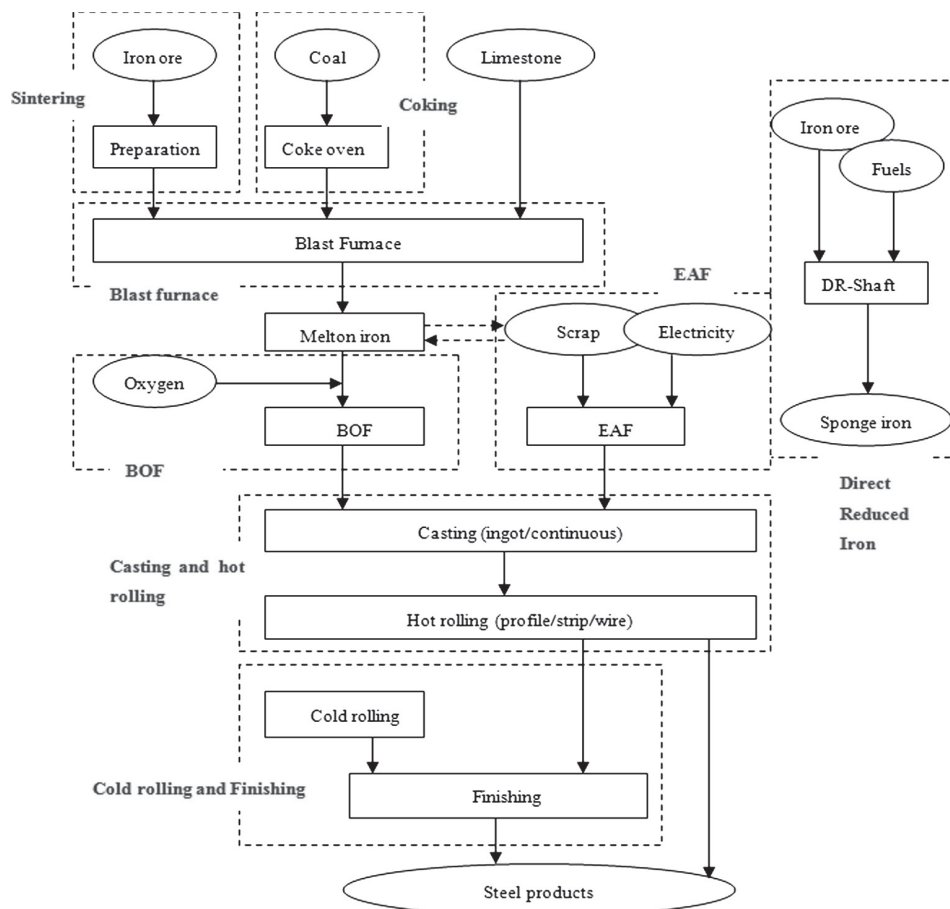 Iron ore
Coal
Limestone
Sintering
Coking
Preparation
Coke oven
Iron ore
Fuels
Blast Furnace
Blast furnace
EAF
DR-Shaft
Melton iron
Scrap
Electricity
Oxygen
BOF
EAF
Sponge iron
BOF
Direct
Reduced
Iron
Casting (ingot/continuous)
Casting and hot
rolling
Hot rolling (profile/strip/wire)
Cold rolling
Cold rolling and Finishing
Finishing
Steel products